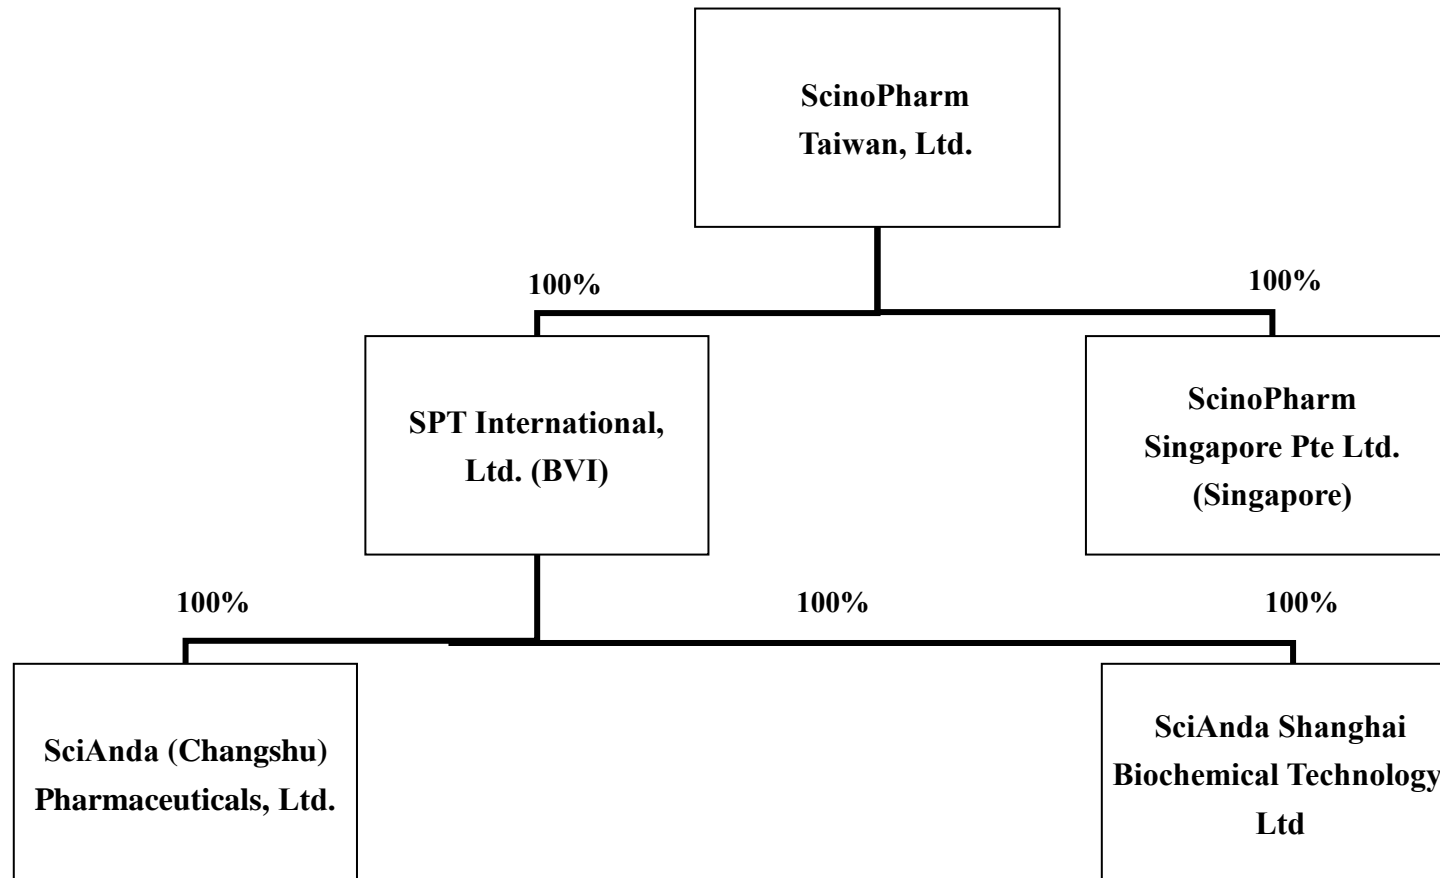 ScinoPharm
Taiwan, Ltd.
100%
100%
SPT International,
Ltd. (BVI)
ScinoPharm
Singapore Pte Ltd.
(Singapore)
100%
100%
100%
SciAnda (Changshu)
Pharmaceuticals, Ltd.
SciAnda Shanghai
Biochemical Technology
Ltd